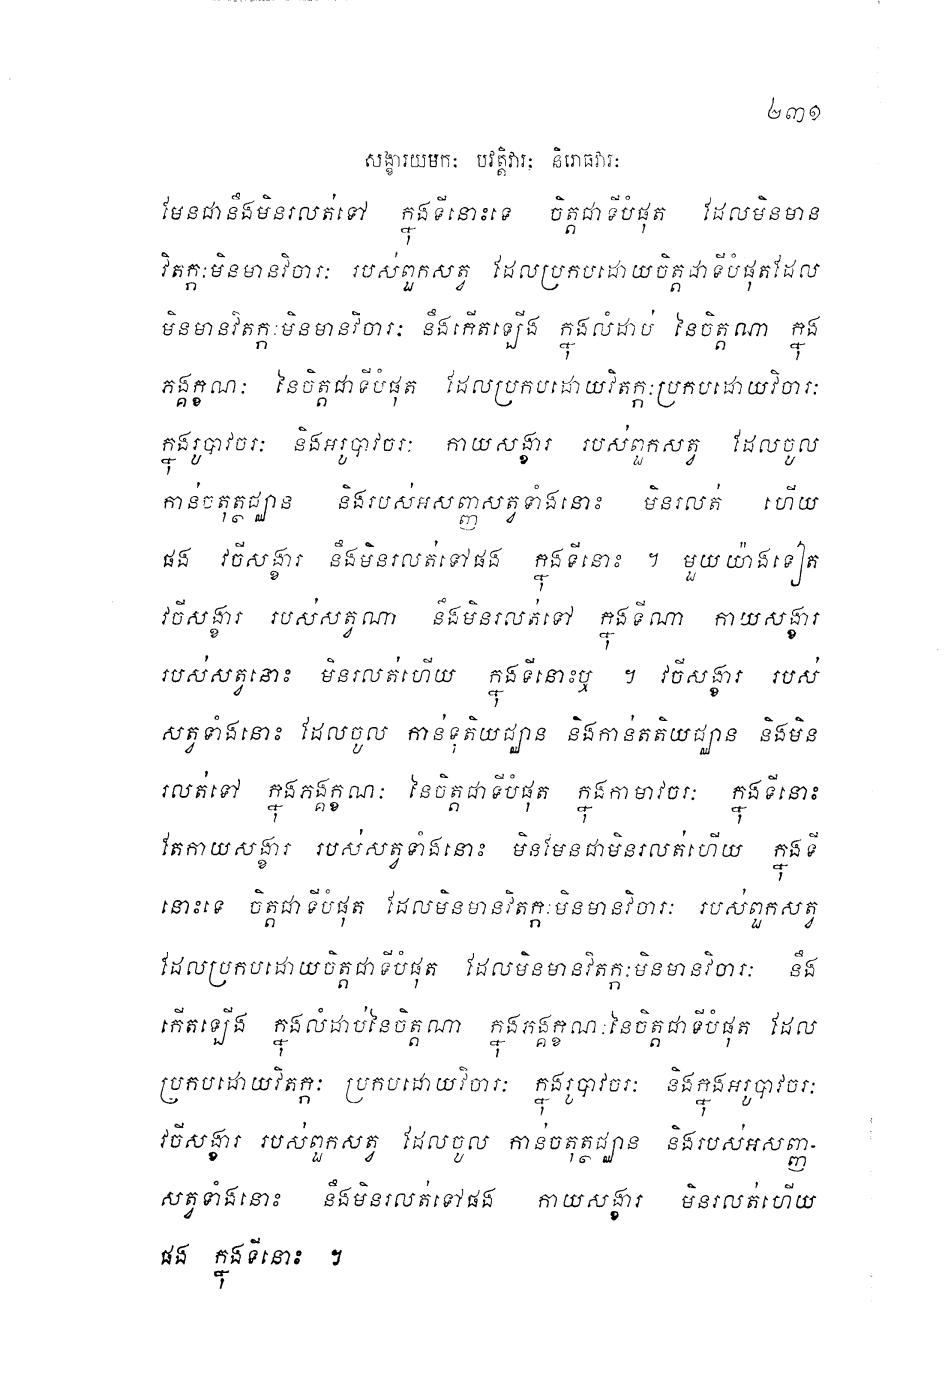 ២៣១
សង្ខារយមកៈ បវត្តិវារៈ និរោធវារៈ
មែនជានឹងមិនរលត់ទៅ ក្នុងទីនោះទេ ចិត្តជាទីបំផុត ដែលមិនមាន
វិតក្កៈមិនមានវិចារៈ របស់ពួកសត្វ ដែលប្រកបដោយចិត្តជាទីបំផុតដែល
មិនមានវិតក្កៈមិនមានវិចារៈ នឹងកើតឡើង ក្នុងលំដាប់ នៃចិត្តណា ក្នុង
ភង្គក្ខណៈ នៃចិត្តជាទីបំផុត ដែលប្រកបដោយវិតក្កៈប្រកបដោយវិចារៈ
ក្នុងរូបាវចរៈ និងអរូបាវចរៈ កាយសង្ខារ របស់ពួកសត្វ ដែលចូល
កាន់ចតុត្ថជ្ឈាន និងរបស់អសញ្ញសត្វទាំងនោះ មិនរលត់ ហើយ
ផង វចីសង្ខារ នឹងមិនរលត់ទៅផង ក្នុងទីនោះ ។ មួយយ៉ាងទៀត
វចីសង្ខារ របស់សត្វណា នឹងមិនរលត់ទៅ ក្នុងទីណា កាយសង្ខារ
របស់សត្វនោះ មិនរលត់ហើយ ក្នុងទីនោះឬ ។ វចីសង្ខារ របស់
សត្វទាំងនោះ ដែលចូល កាន់ទុតិយជ្ឈាន និងកាន់តតិយជ្ឈាន និងមិន
រលត់ទៅ ក្នុងភង្គក្ខណៈ នៃចិត្តជាទីបំផុត ក្នុងកាមាវចរៈ ក្នុងទីនោះ
តែកាយសង្ខារ របស់សត្វទាំងនោះ មិនមែនជាមិនរលត់ហើយ ក្នុងទី
នោះទេ ចិត្តជាទីបំផុត ដែលមិនមានវិតក្កៈមិនមានវិចារៈ របស់ពួកសត្វ
ដែលប្រកបដោយចិត្តជាទីបំផុត ដែលមិនមានវិតក្កៈមិនមានវិចារៈ នឹង
កើតឡើង ក្នុងលំដាប់នៃចិត្តណា ក្នុងភង្គក្ខណៈនៃចិត្តជាទីបំផុត ដែល
ប្រកបដោយវិតក្កៈ ប្រកបដោយវិចារៈ ក្នុងរូបាវចរៈ និងក្នុងអរូបាវចរៈ
វចីសង្ខារ របស់ពួកសត្វ ដែលចូល កាន់ចតុត្ថជ្ឈាន និងរបស់អសញ្ញ-
សត្វទាំងនោះ នឹងមិនរលត់ទៅផង កាយសង្ខារ មិនរលត់ហើយ
ផង ក្នុងទីនោះ ។